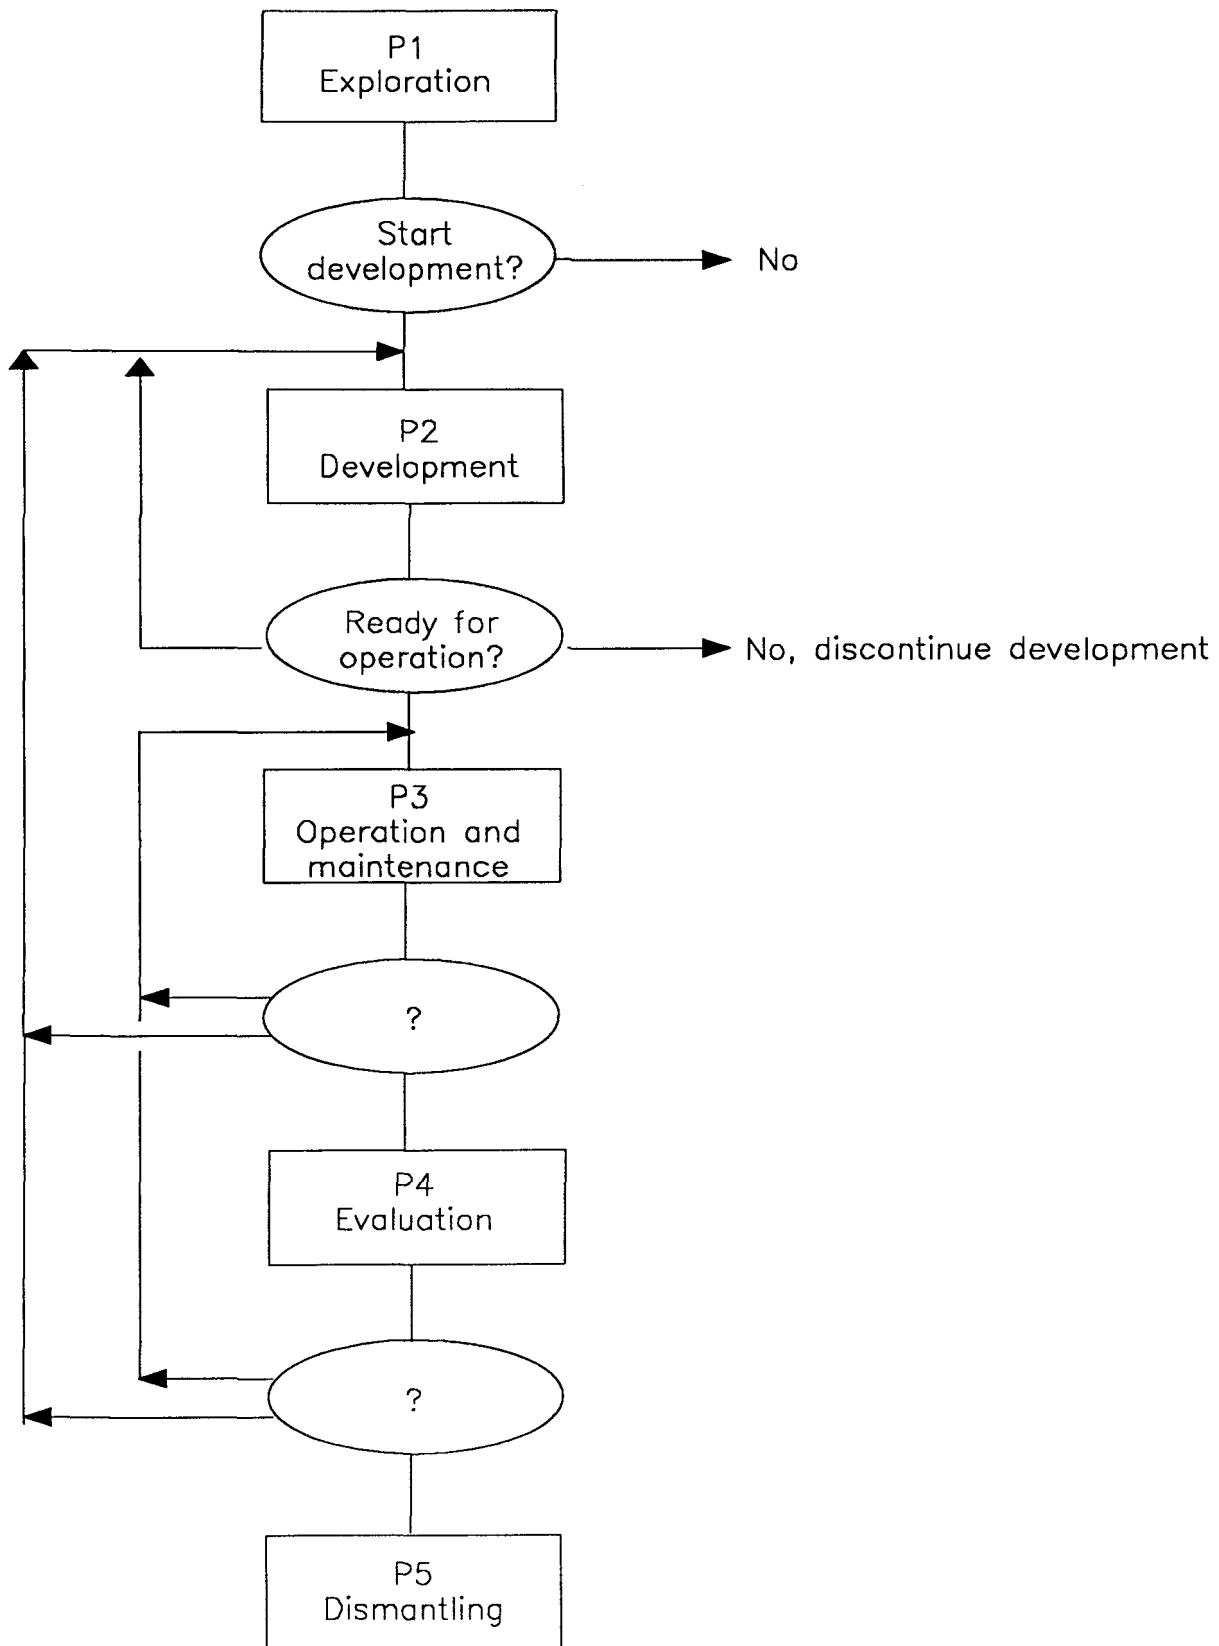 P1
Exploration
Start
development?
No
P2
Development
Ready for
operation?
No, discontinue development
P3
Operation and
maintenance
?
P4
Evaluation
?
P5
Dismantling